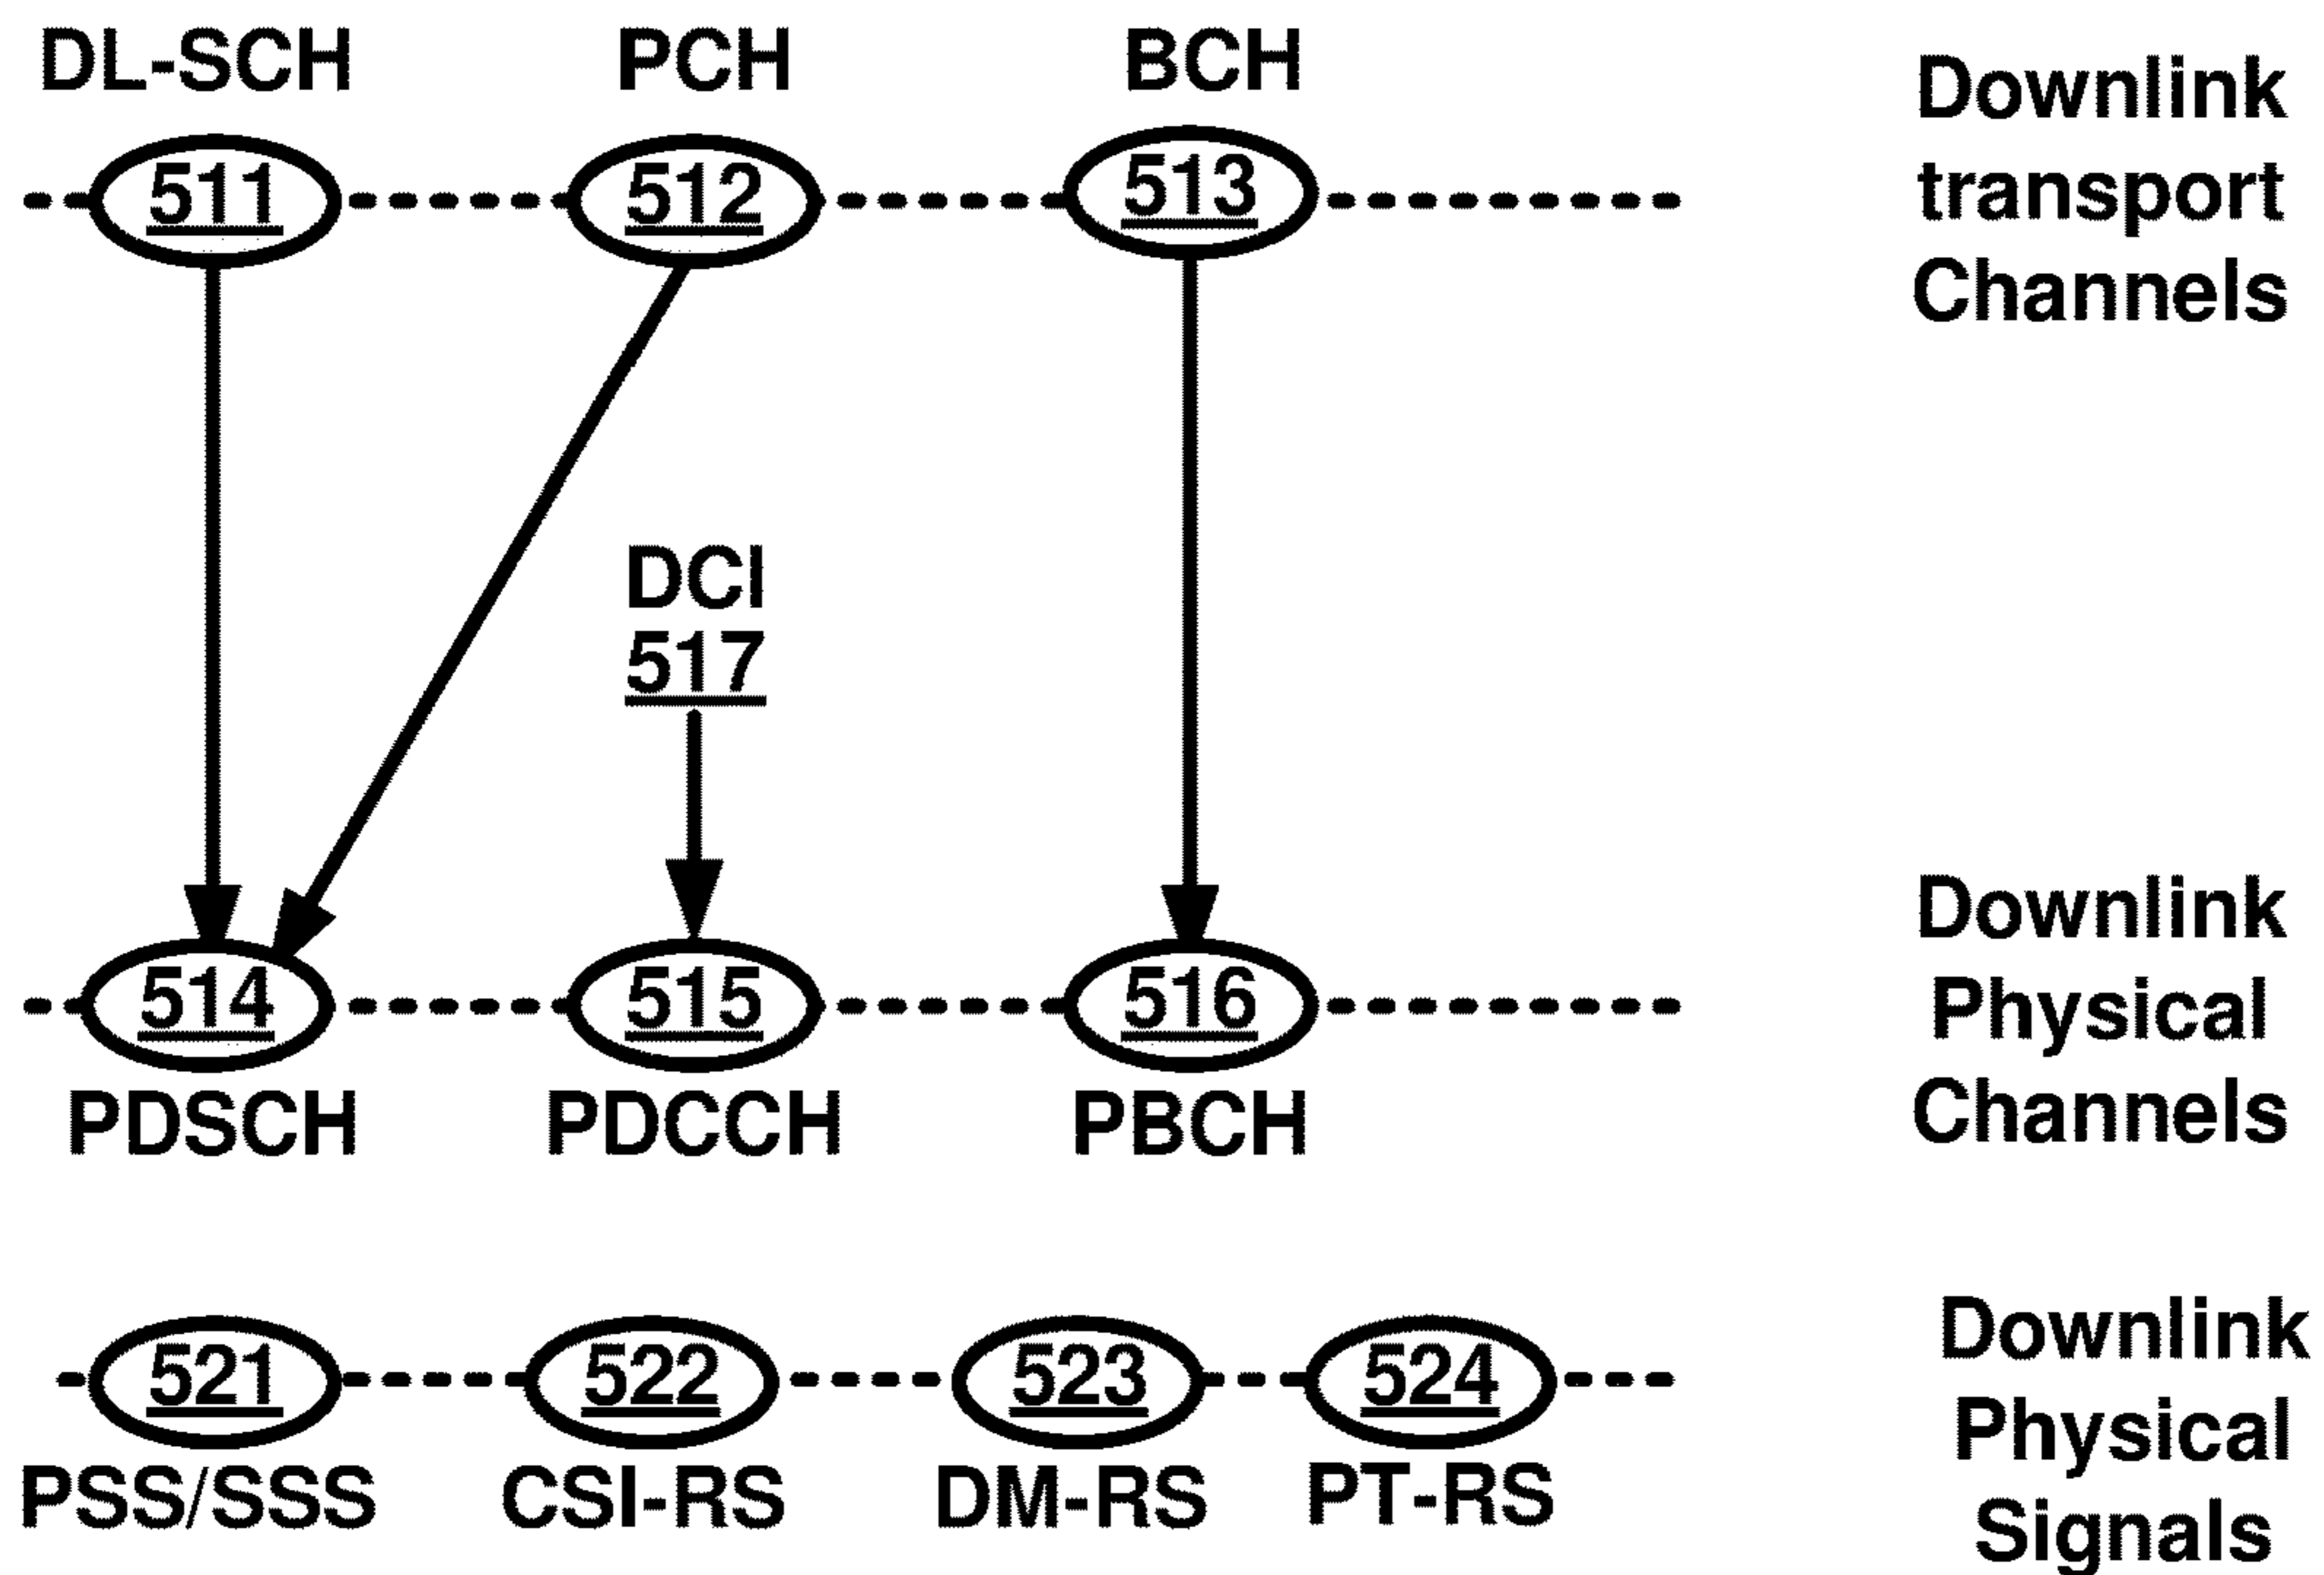 DL-SCH PCH BCH
511 512 513
Downlink
transport
Channels
DCI
517
514 515 516
PDSCH PDCCH PBCH
Downlink
Physical
Channels
521 522 523 524
PSS/SSS CSI-RS DM-RS PT-RS
Downlink
Physical
Signals